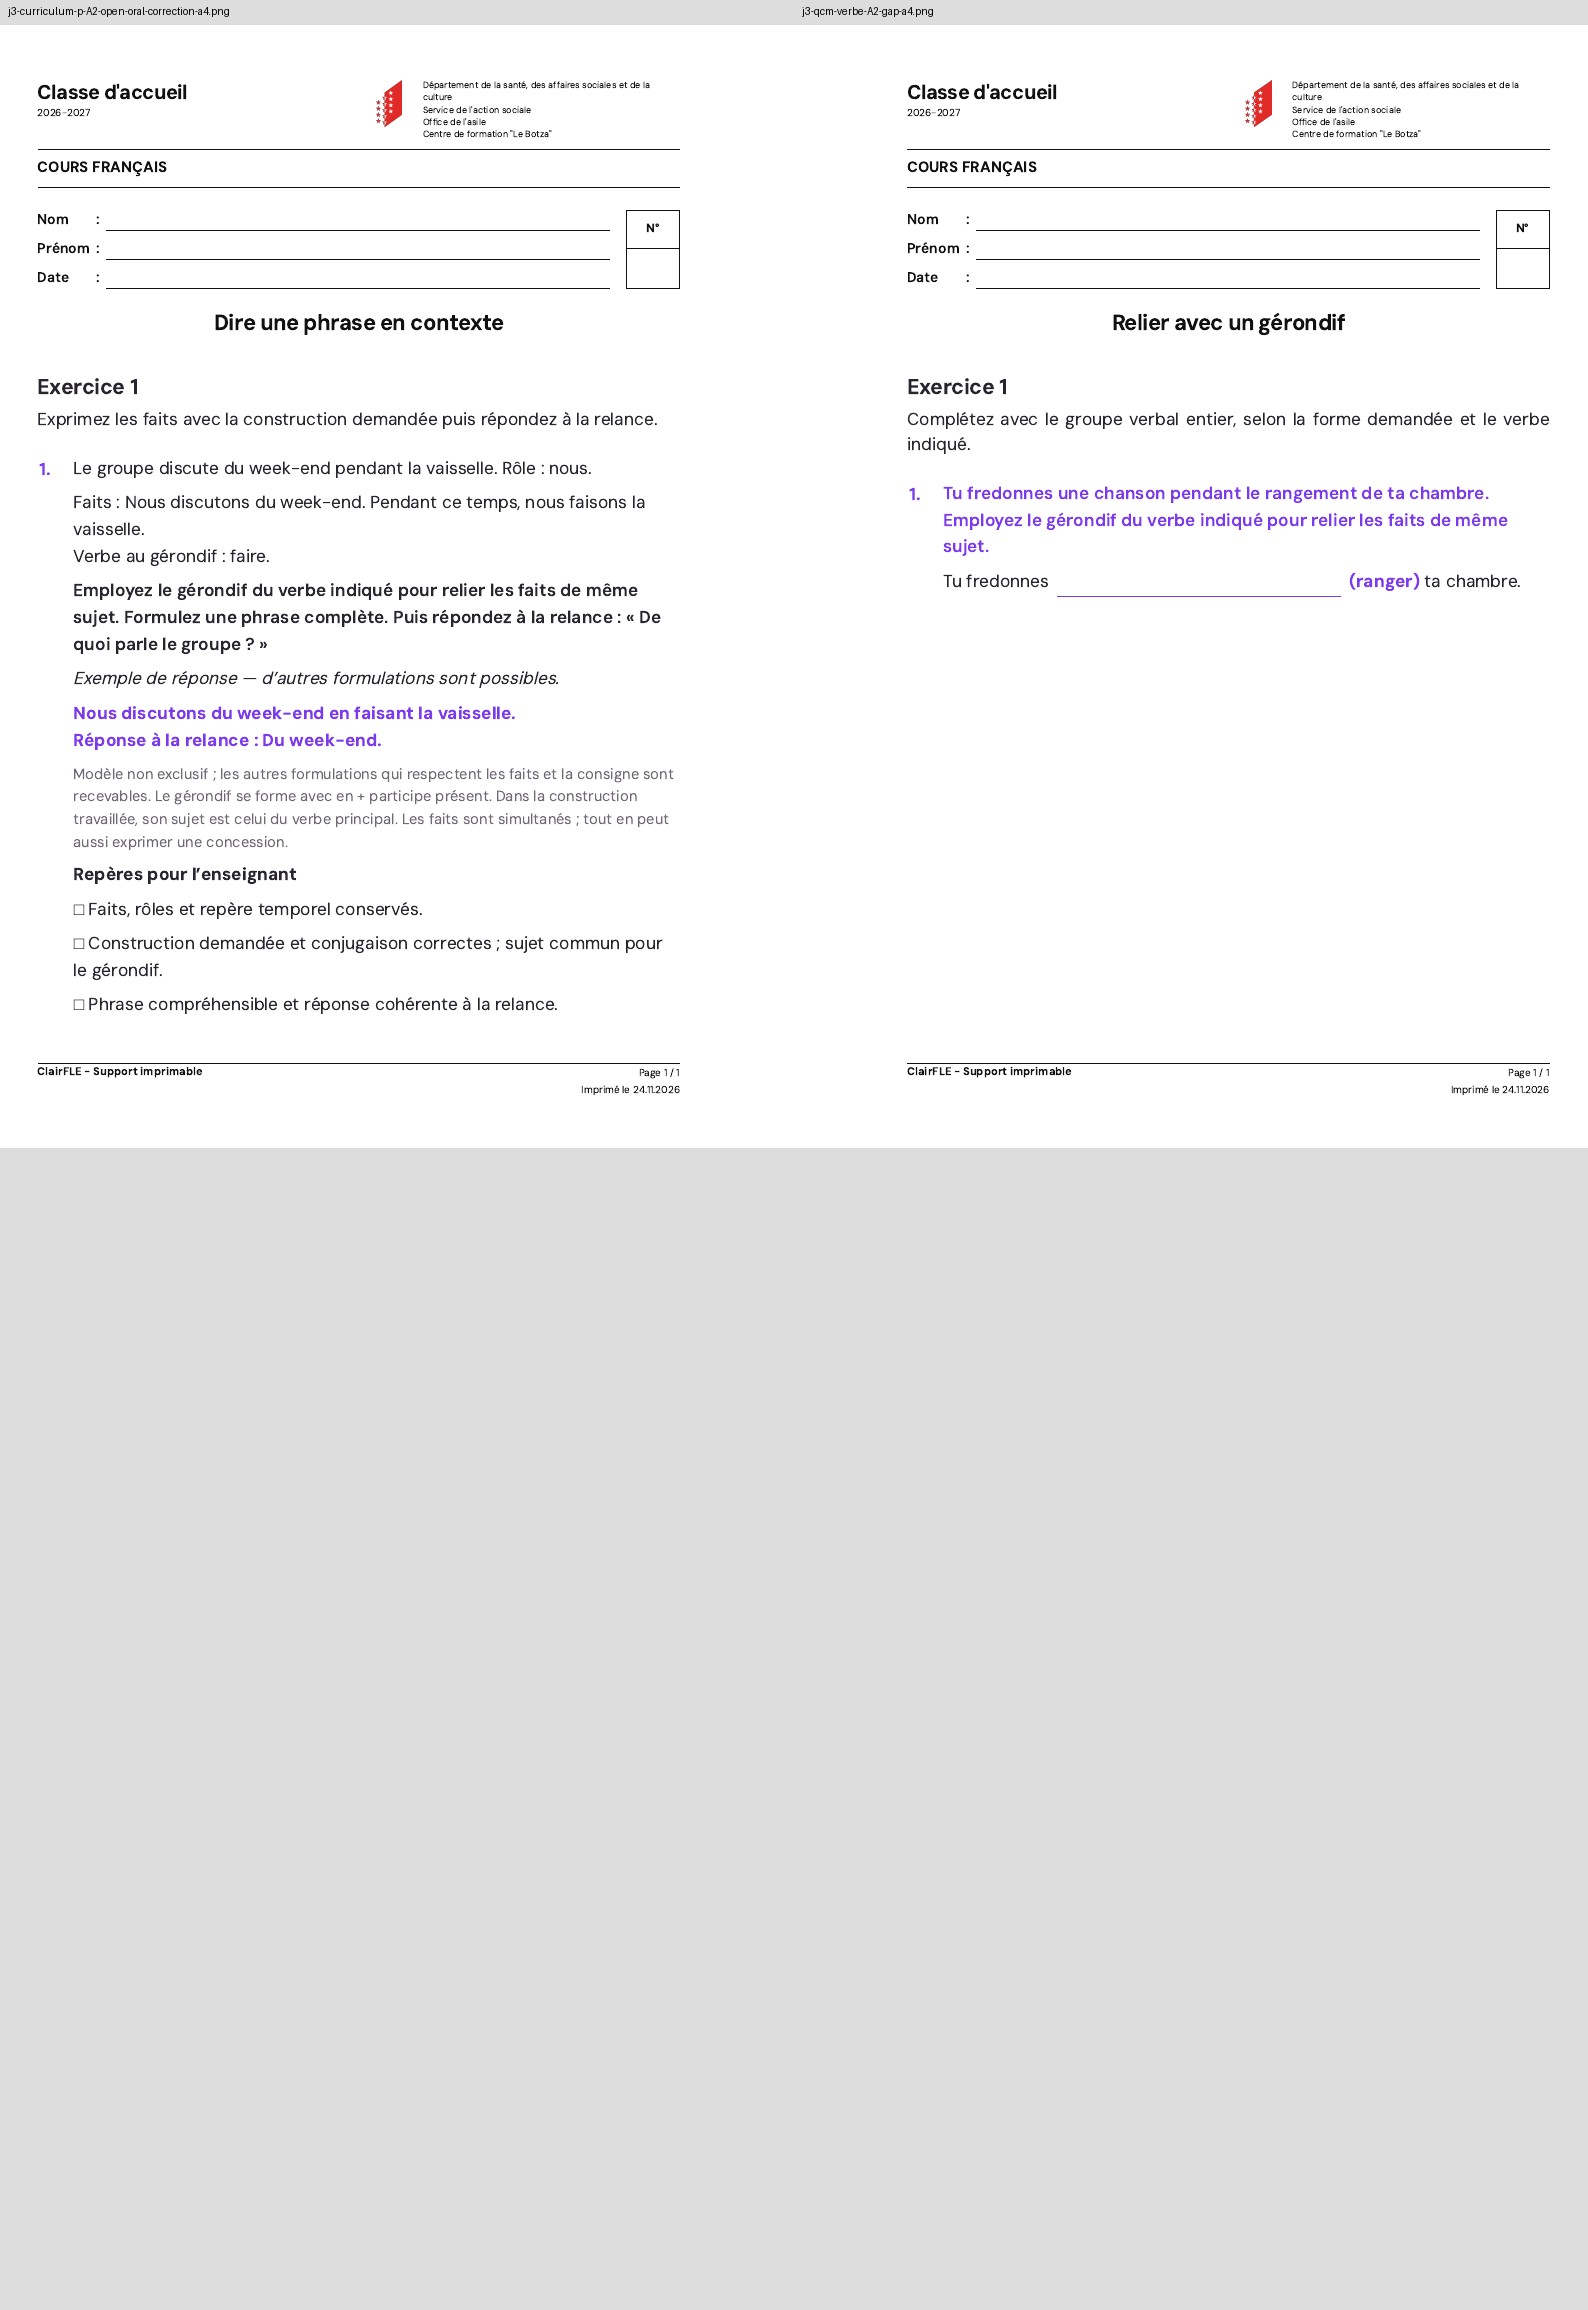 j3-curriculum-p-A2-open-oral-correction-a4.png
Classe d'accueil
2026-2027
Département de la santé, des affaires sociales et de la
culture
Service de l'action sociale
Office de l'asile
Centre de formation "Le Botza"
COURS FRANÇAIS
Nom :
Prénom :
Date :
N°
Dire une phrase en contexte
Exercice 1
Exprimez les faits avec la construction demandée puis répondez à la relance.
1. Le groupe discute du week-end pendant la vaisselle. Rôle : nous.
Faits : Nous discutons du week-end. Pendant ce temps, nous faisons la
vaisselle.
Verbe au gérondif : faire.
Employez le gérondif du verbe indiqué pour relier les faits de même
sujet. Formulez une phrase complète. Puis répondez à la relance : « De
quoi parle le groupe ? »
Exemple de réponse — d’autres formulations sont possibles.
Nous discutons du week-end en faisant la vaisselle.
Réponse à la relance : Du week-end.
Modèle non exclusif ; les autres formulations qui respectent les faits et la consigne sont
recevables. Le gérondif se forme avec en + participe présent. Dans la construction
travaillée, son sujet est celui du verbe principal. Les faits sont simultanés ; tout en peut
aussi exprimer une concession.
Repères pour l’enseignant
☐ Faits, rôles et repère temporel conservés.
☐ Construction demandée et conjugaison correctes ; sujet commun pour
le gérondif.
☐ Phrase compréhensible et réponse cohérente à la relance.
ClairFLE - Support imprimable
Page 1 / 1
Imprimé le 24.11.2026
j3-qcm-verbe-A2-gap-a4.png
Classe d'accueil
2026-2027
Département de la santé, des affaires sociales et de la
culture
Service de l'action sociale
Office de l'asile
Centre de formation "Le Botza"
COURS FRANÇAIS
Nom :
Prénom :
Date :
N°
Relier avec un gérondif
Exercice 1
Complétez avec le groupe verbal entier, selon la forme demandée et le verbe
indiqué.
1. Tu fredonnes une chanson pendant le rangement de ta chambre.
Employez le gérondif du verbe indiqué pour relier les faits de même
sujet.
Tu fredonnes (ranger) ta chambre.
ClairFLE - Support imprimable
Page 1 / 1
Imprimé le 24.11.2026